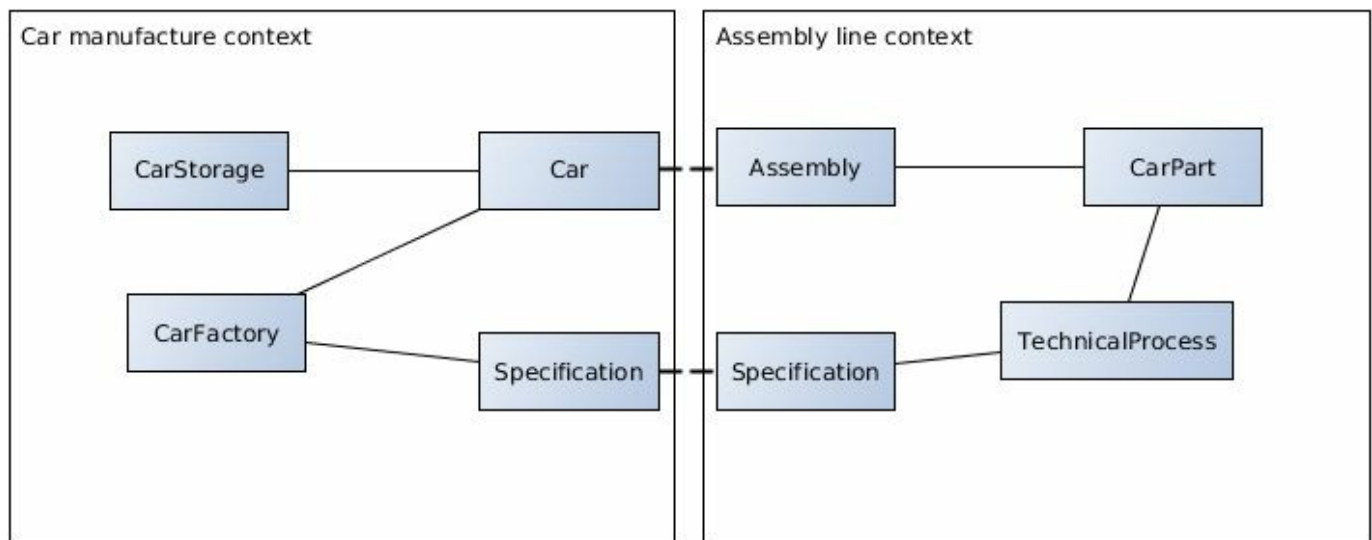 Car manufacture context
CarStorage
Car
CarFactory
Specification
Assembly line context
Assembly
CarPart
Specification
TechnicalProcess